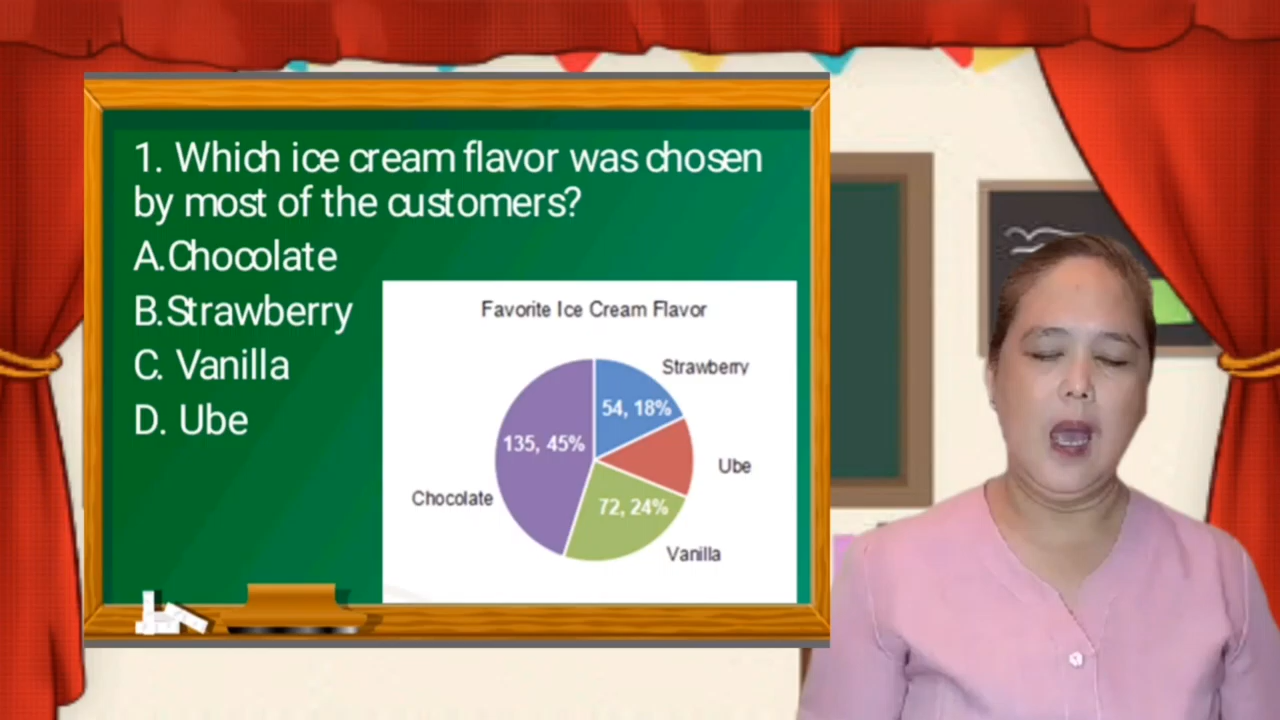 1. Which ice cream flavor was chosen
by most of the customers?
A.Chocolate
B.Strawberry
C. Vanilla
D. Ube
Favorite Ice Cream Flavor
Strawberry
54, 18%
135, 45%
Ube
Chocolate
72, 24%
Vanilla